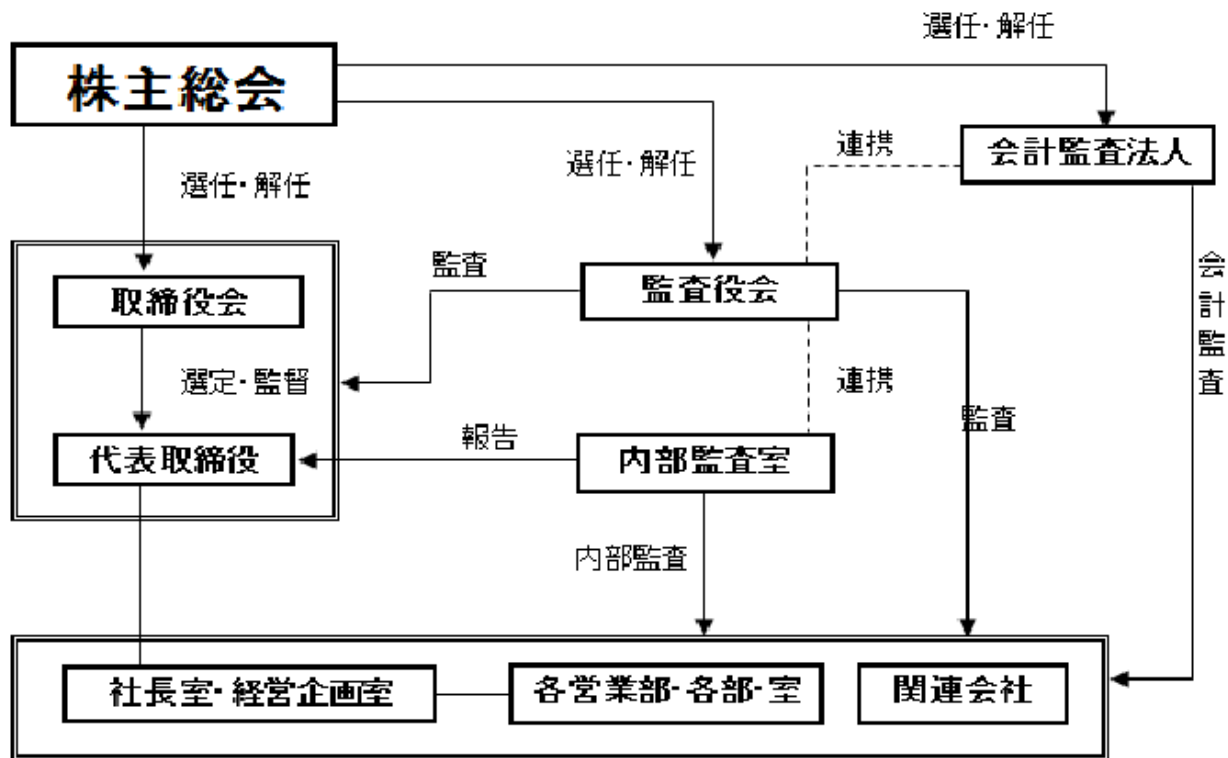 選任・解任
株主総会
連携
会計監査法人
選任・解任
選任・解任
監査
会計監査
取締役会
監査役会
選定・監督
連携
監査
報告
代表取締役
内部監査室
内部監査
社長室・経営企画室
各営業部・各部・室
関連会社